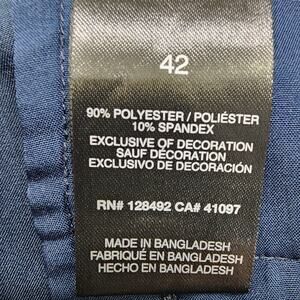 42
90% POLYESTER / POLIÉSTER
10% SPANDEX
EXCLUSIVE OF DECORATION
SAUF DÉCORATION
EXCLUSIVO DE DECORACIÓN
RN# 128492 CA# 41097
MADE IN BANGLADESH
FABRIQUÉ EN BANGLADESH
HECHO EN BANGLADESH